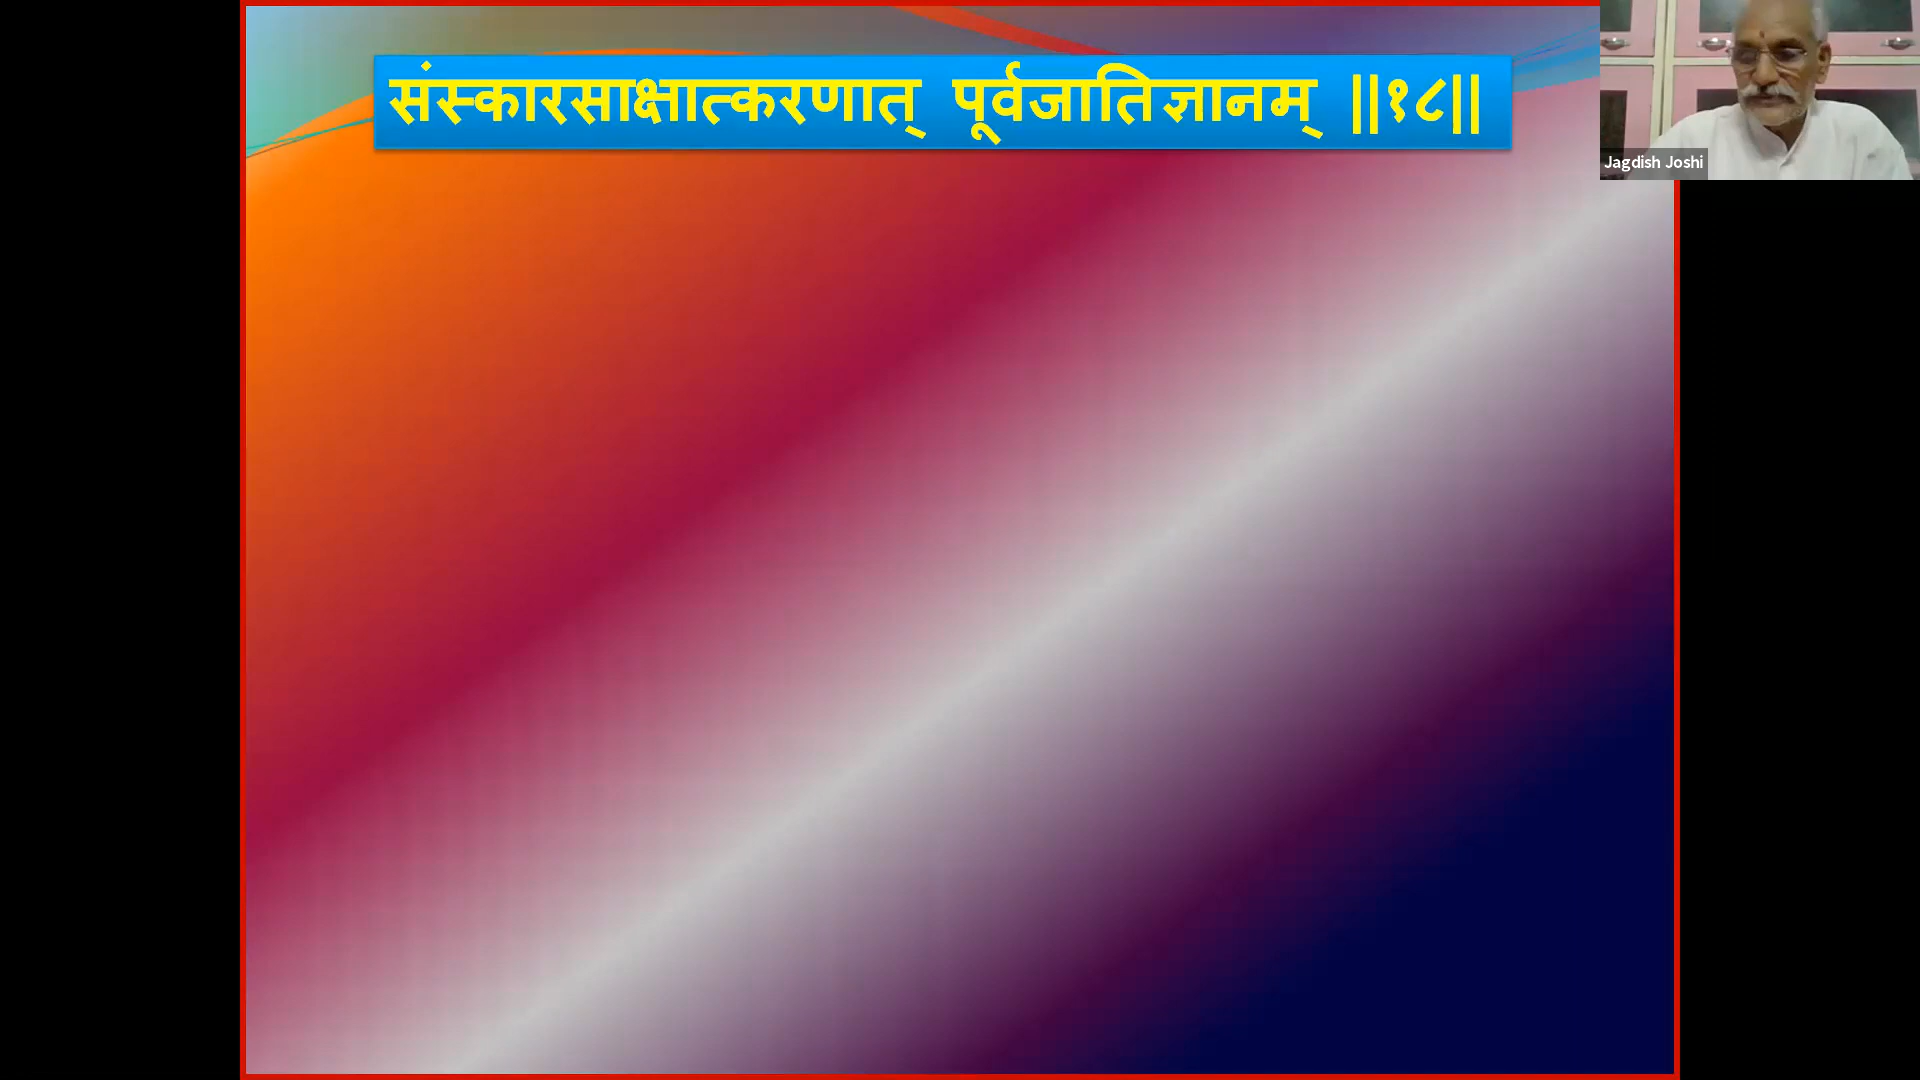 संस्कारसाक्षात्करणात् पूर्वजातिज्ञानम् ||१८||
Jagdish Joshi